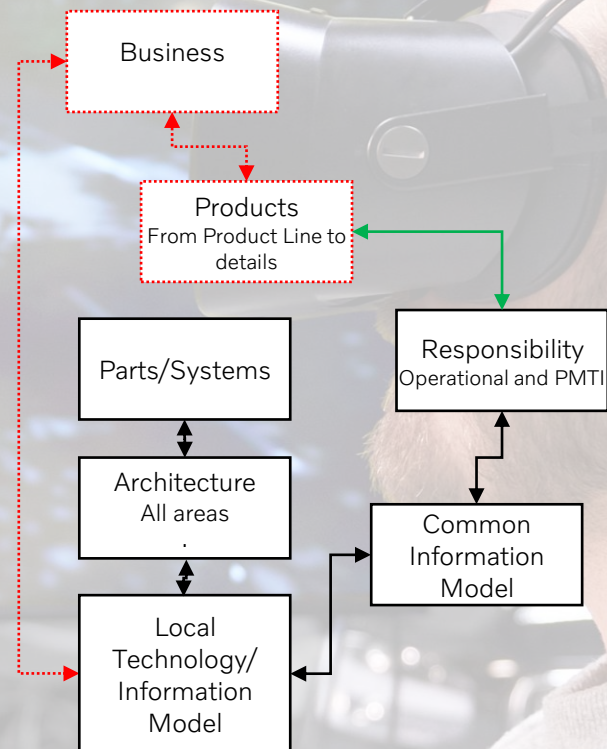 Business
Products
From Product Line to
details
Parts/Systems
Responsibility
Operational and PMTI
Architecture
All areas
.
Common
Information
Model
Local
Technology/
Information
Model